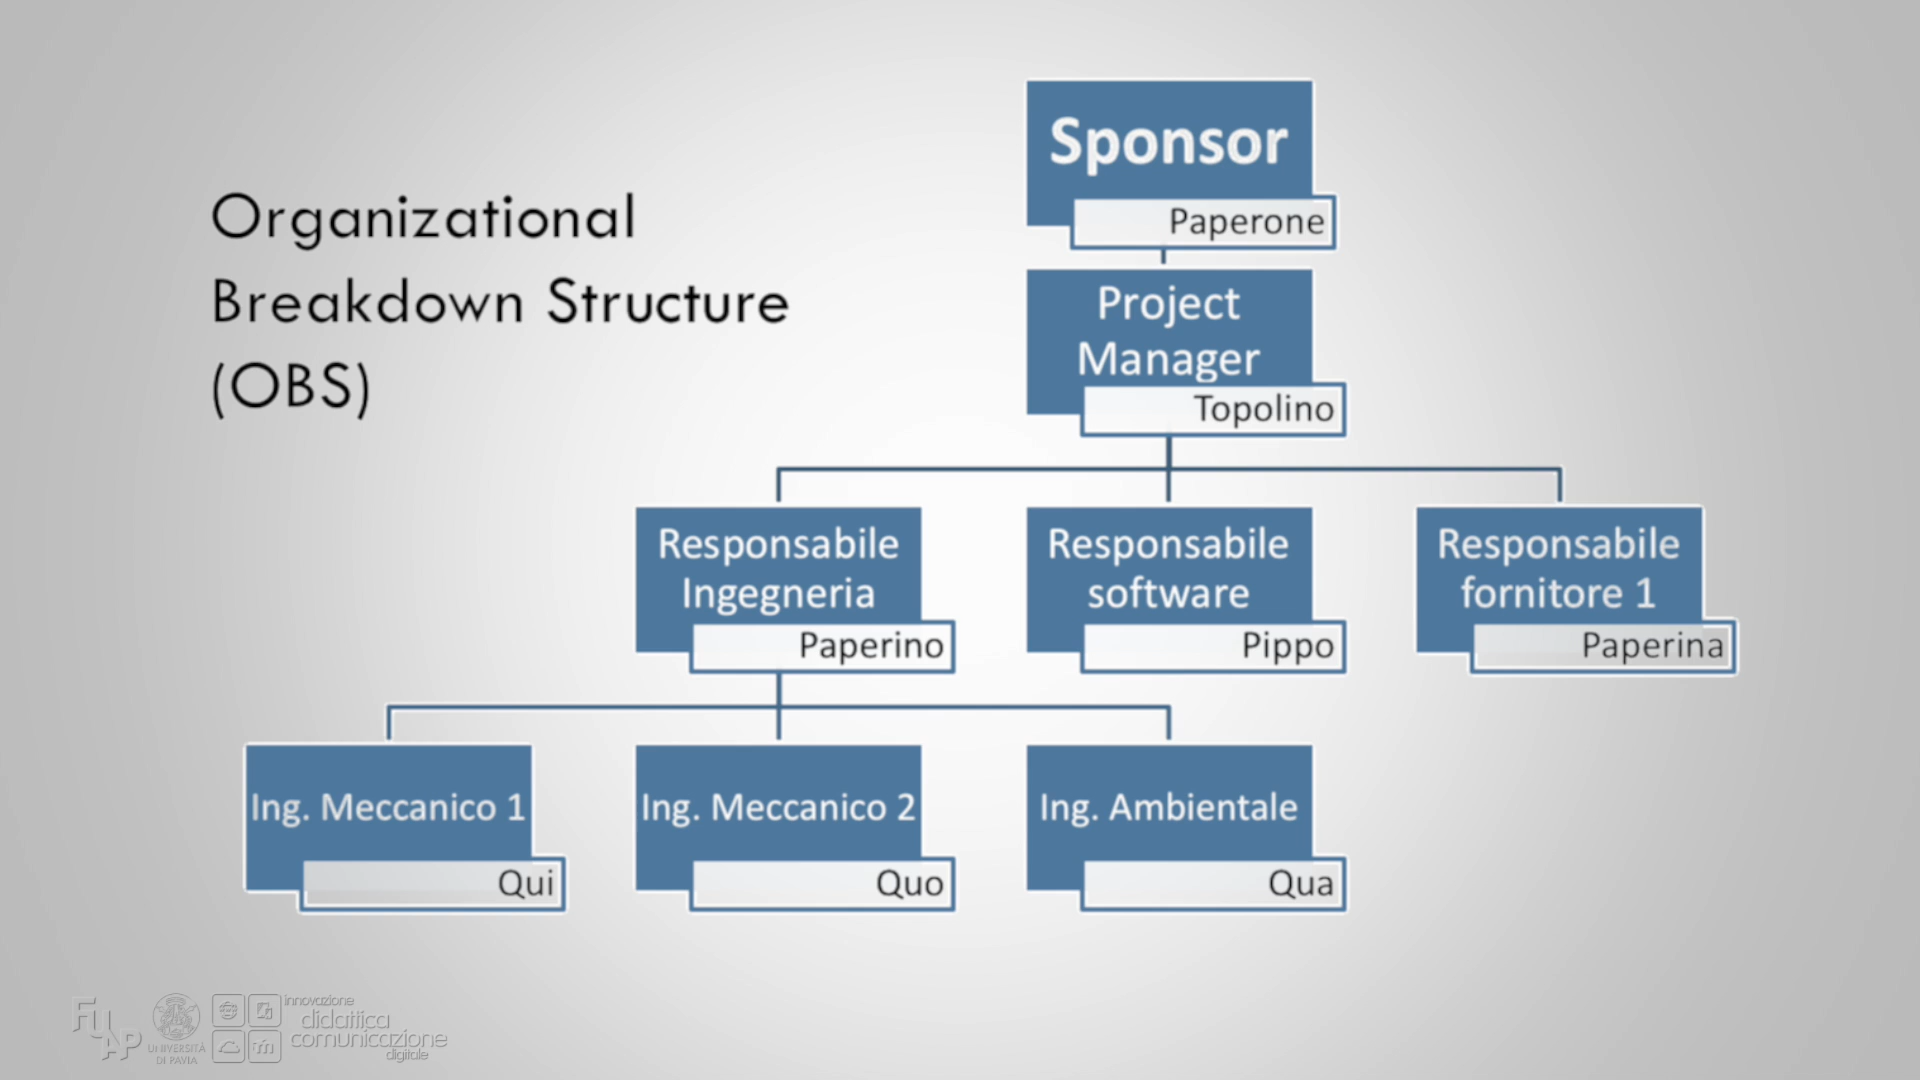 Organizational
Breakdown Structure
(OBS)
Sponsor
Paperone
Project
Manager
Topolino
Responsabile
Ingegneria
Paperino
Responsabile
software
Pippo
Responsabile
fornitore 1
Paperina
Ing. Meccanico 1
Qui
Ing. Meccanico 2
Quo
Ing. Ambientale
Qua
UNIVERSITÀ
DI PAVIA
innovazione
didattica
comunicazione
digitale